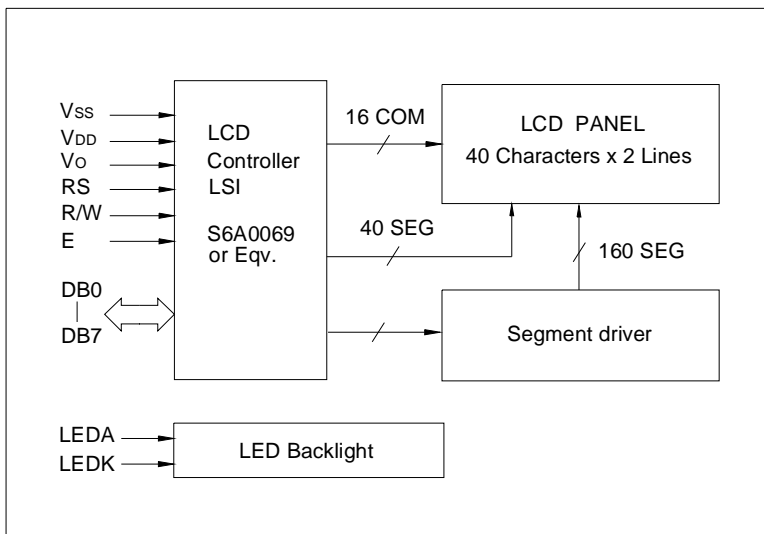 VSS
VDD
VO
RS
R/W
E
DB0
DB7
LCD
Controller
LSI
S6A0069
or Eqv.
16 COM
40 SEG
LCD PANEL
40 Characters x 2 Lines
160 SEG
Segment driver
LEDA
LEDK
LED Backlight